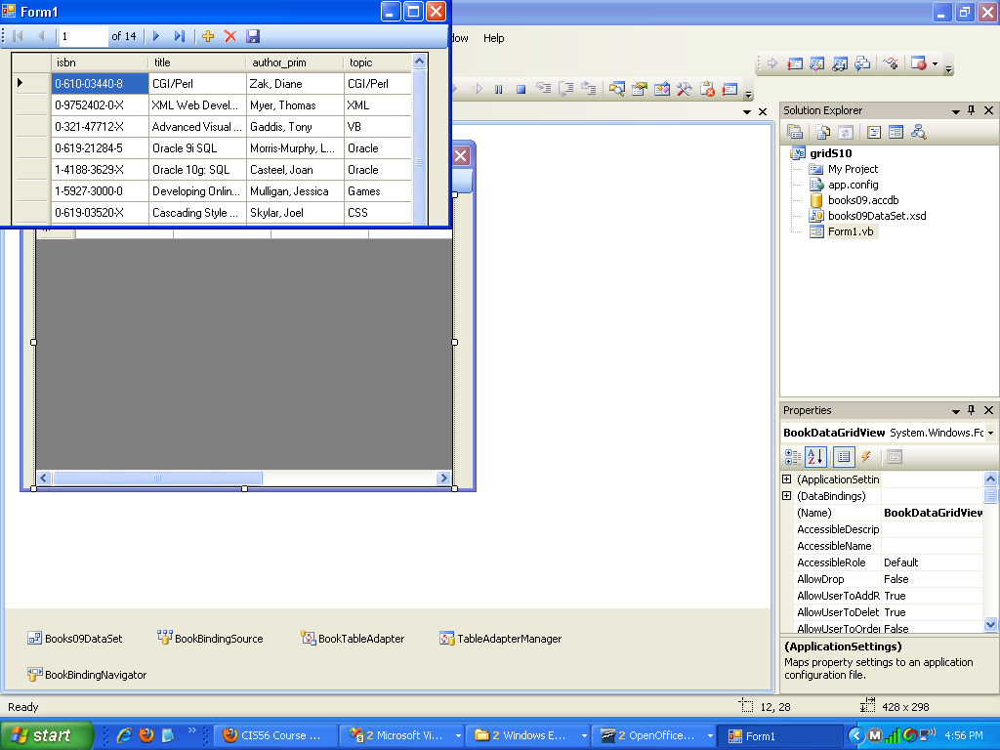 Form1
1 of 14
isbn title author_prim topic
0-610-03440-8 CGI/Perl Zak, Diane CGI/Perl
0-9752402-0-X XML Web Devel... Myer, Thomas XML
0-321-47712-X Advanced Visual ... Gaddis, Tony VB
0-619-21284-5 Oracle 9i SQL Morris-Murphy, L... Oracle
1-4188-3629-X Oracle 10g: SQL Casteel, Joan Oracle
1-5927-3000-0 Developing Onlin... Mulligan, Jessica Games
0-619-03520-X Cascading Style ... Skylar, Joel CSS
dow Help
Solution Explorer
gridS10
My Project
app.config
books09.accdb
books09DataSet.xsd
Form1.vb
Properties
BookDataGridView System.Windows.Fc
(ApplicationSettin
(DataBindings)
(Name) BookDataGridView
AccessibleDescrip
AccessibleName
AccessibleRole Default
AllowDrop False
AllowUserToAddR True
AllowUserToDelet True
AllowUserToOrder False
(ApplicationSettings)
Maps property settings to an application
configuration file.
Books09DataSet BookBindingSource BookTableAdapter TableAdapterManager
BookBindingNavigator
Ready 12, 28 428 x 298
start CIS56 Course ... 2 Microsoft Vi... 2 Windows E... 2 OpenOffice... Form1 4:56 PM